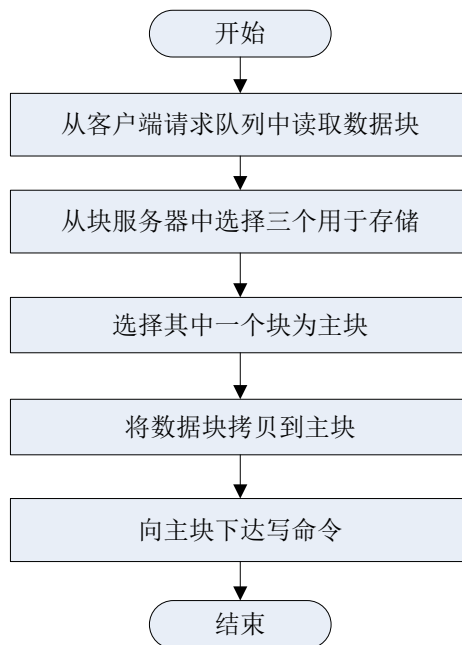 开始
从客户端请求队列中读取数据块
从块服务器中选择三个用于存储
选择其中一个块为主块
将数据块拷贝到主块
向主块下达写命令
结束